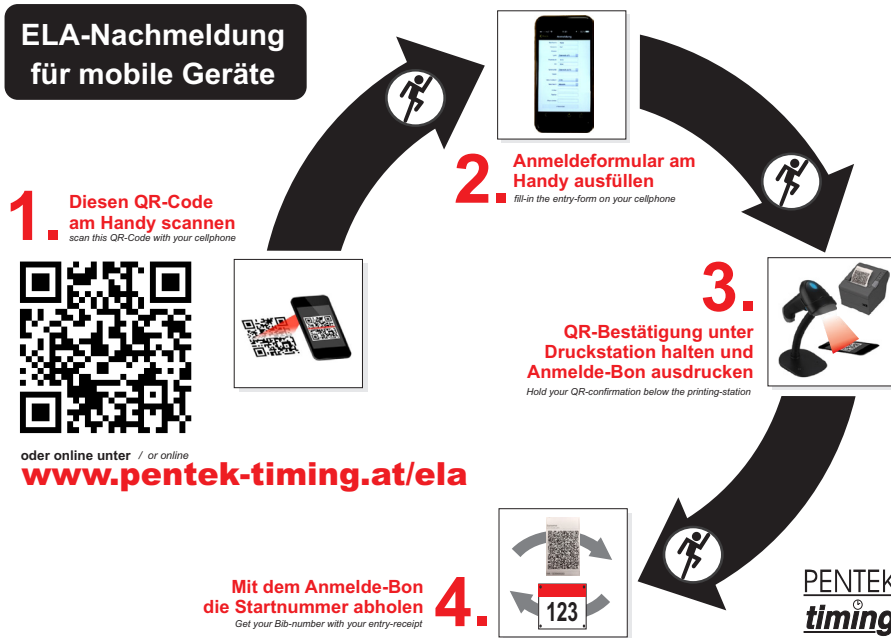 ELA-Nachmeldung
für mobile Geräte
1.
Diesen QR-Code
am Handy scannen
scan this QR-Code with your cellphone
oder online unter / or online
www.pentek-timing.at/ela
2.
Anmeldeformular am
Handy ausfüllen
fill-in the entry-form on your cellphone
3.
QR-Bestätigung unter
Druckstation halten und
Anmelde-Bon ausdrucken
Hold your QR-confirmation below the printing-station
4.
Mit dem Anmelde-Bon
die Startnummer abholen
Get your Bib-number with your entry-receipt
123
PENTEK
timing